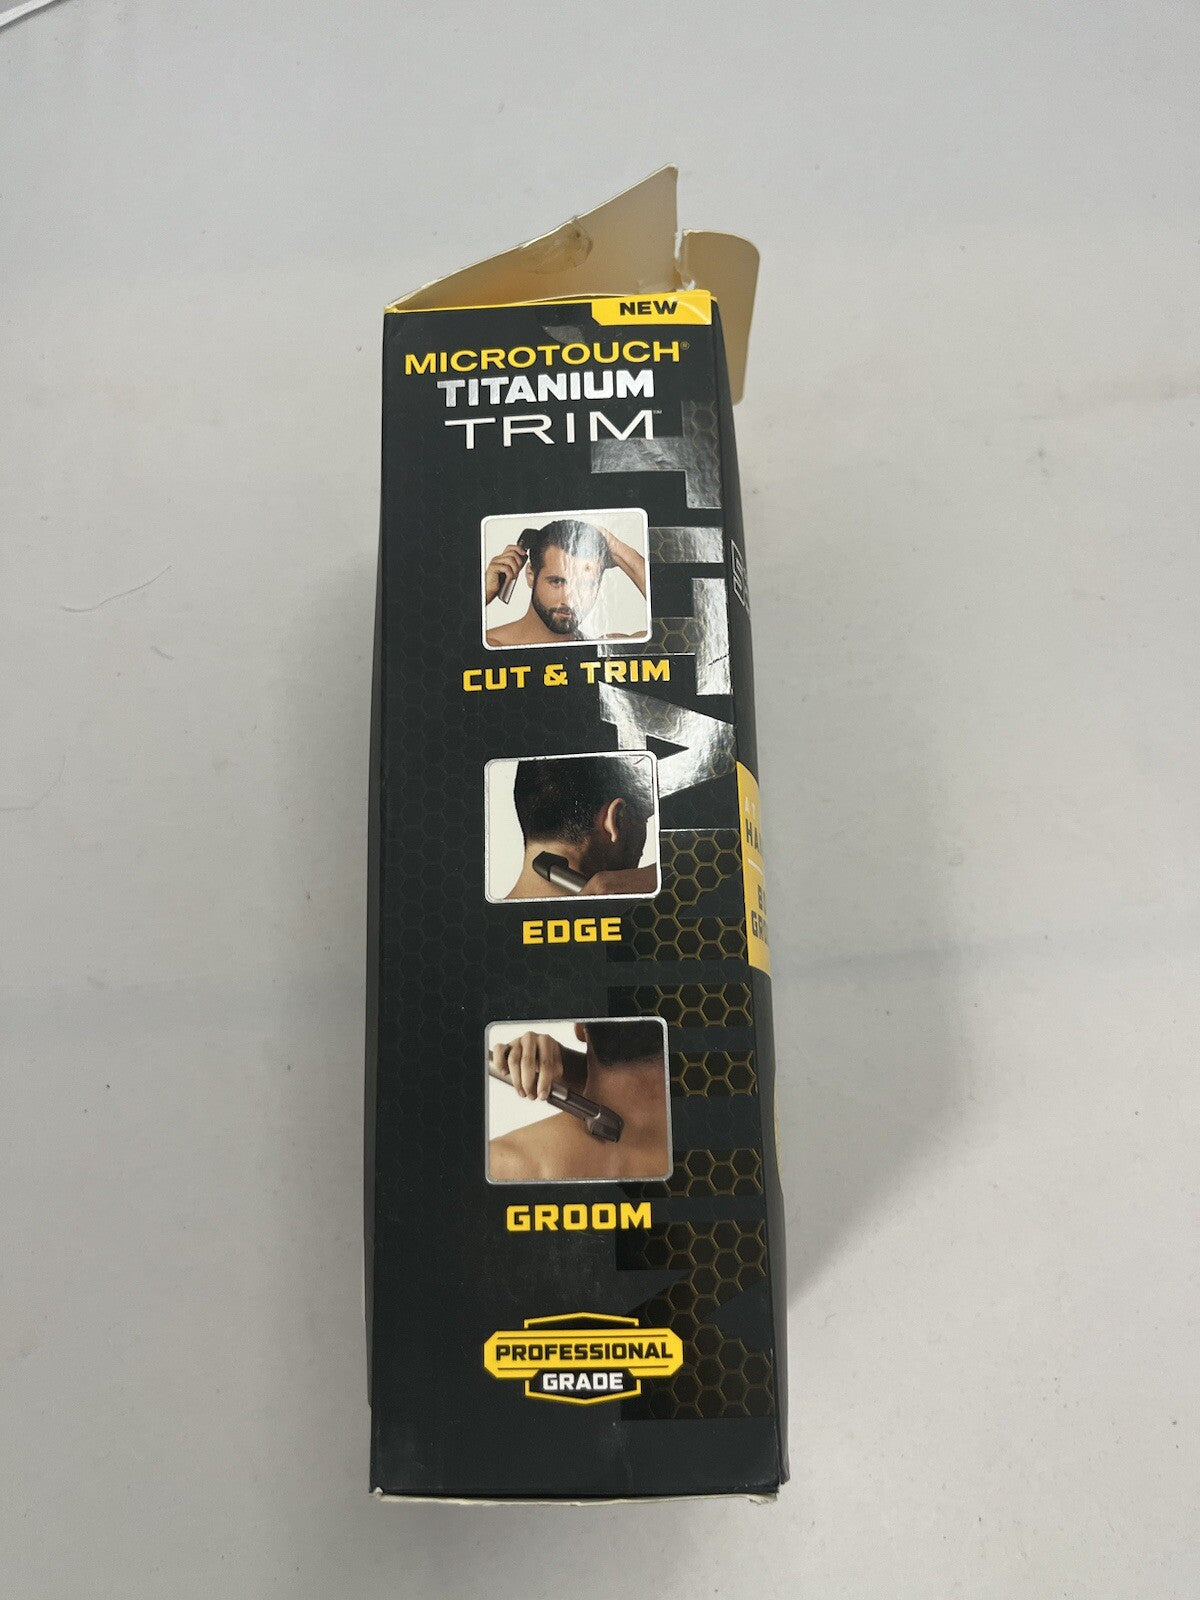 NEW
MICROTOUCH®
TITANIUM
TRIM™
CUT & TRIM
EDGE
GROOM
PROFESSIONAL
GRADE